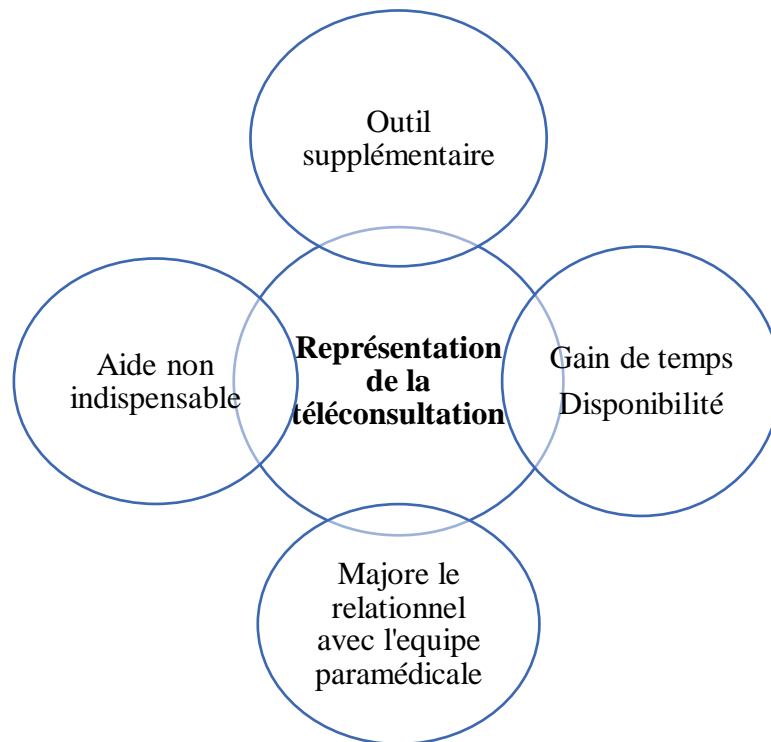 Outil
supplémentaire
Aide non
indispensable
Représentation
de la
téléconsultation
Gain de temps
Disponibilité
Majore le
relationnel
avec l'equipe
paramédicale